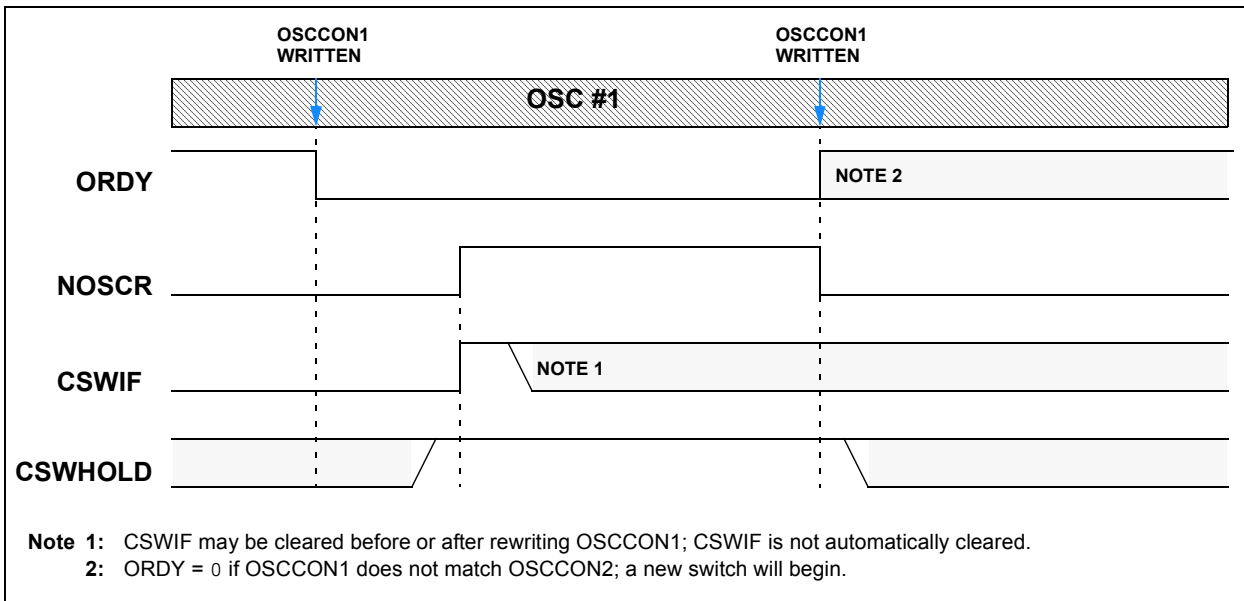 OSCCON1
WRITTEN
OSCCON1
WRITTEN
OSC #1
ORDY
NOTE 2
NOSCR
CSWIF
NOTE 1
CSWHOLD
Note 1: CSWIF may be cleared before or after rewriting OSCCON1; CSWIF is not automatically cleared.
2: ORDY = 0 if OSCCON1 does not match OSCCON2; a new switch will begin.